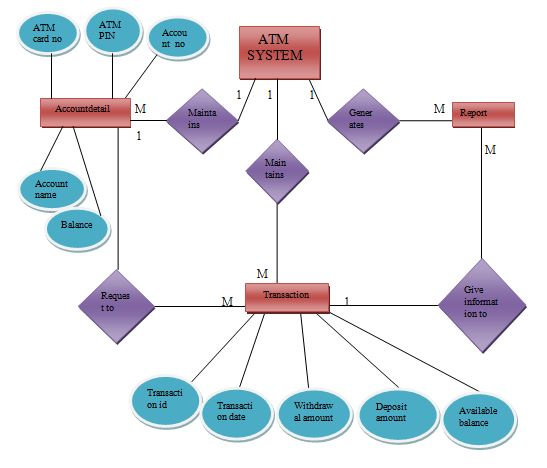 ATM
card no
ATM
PIN
Accou
nt no
ATM
SYSTEM
Accountdetail
M
Mainta
ins
1
1
1
Gener
ates
M
Report
1
M
Main
tains
Account
name
Balance
M
Reques
t to
M
Transaction
1
Give
informat
ion to
Transacti
on id
Transacti
on date
Withdraw
al amount
Deposit
amount
Available
balance